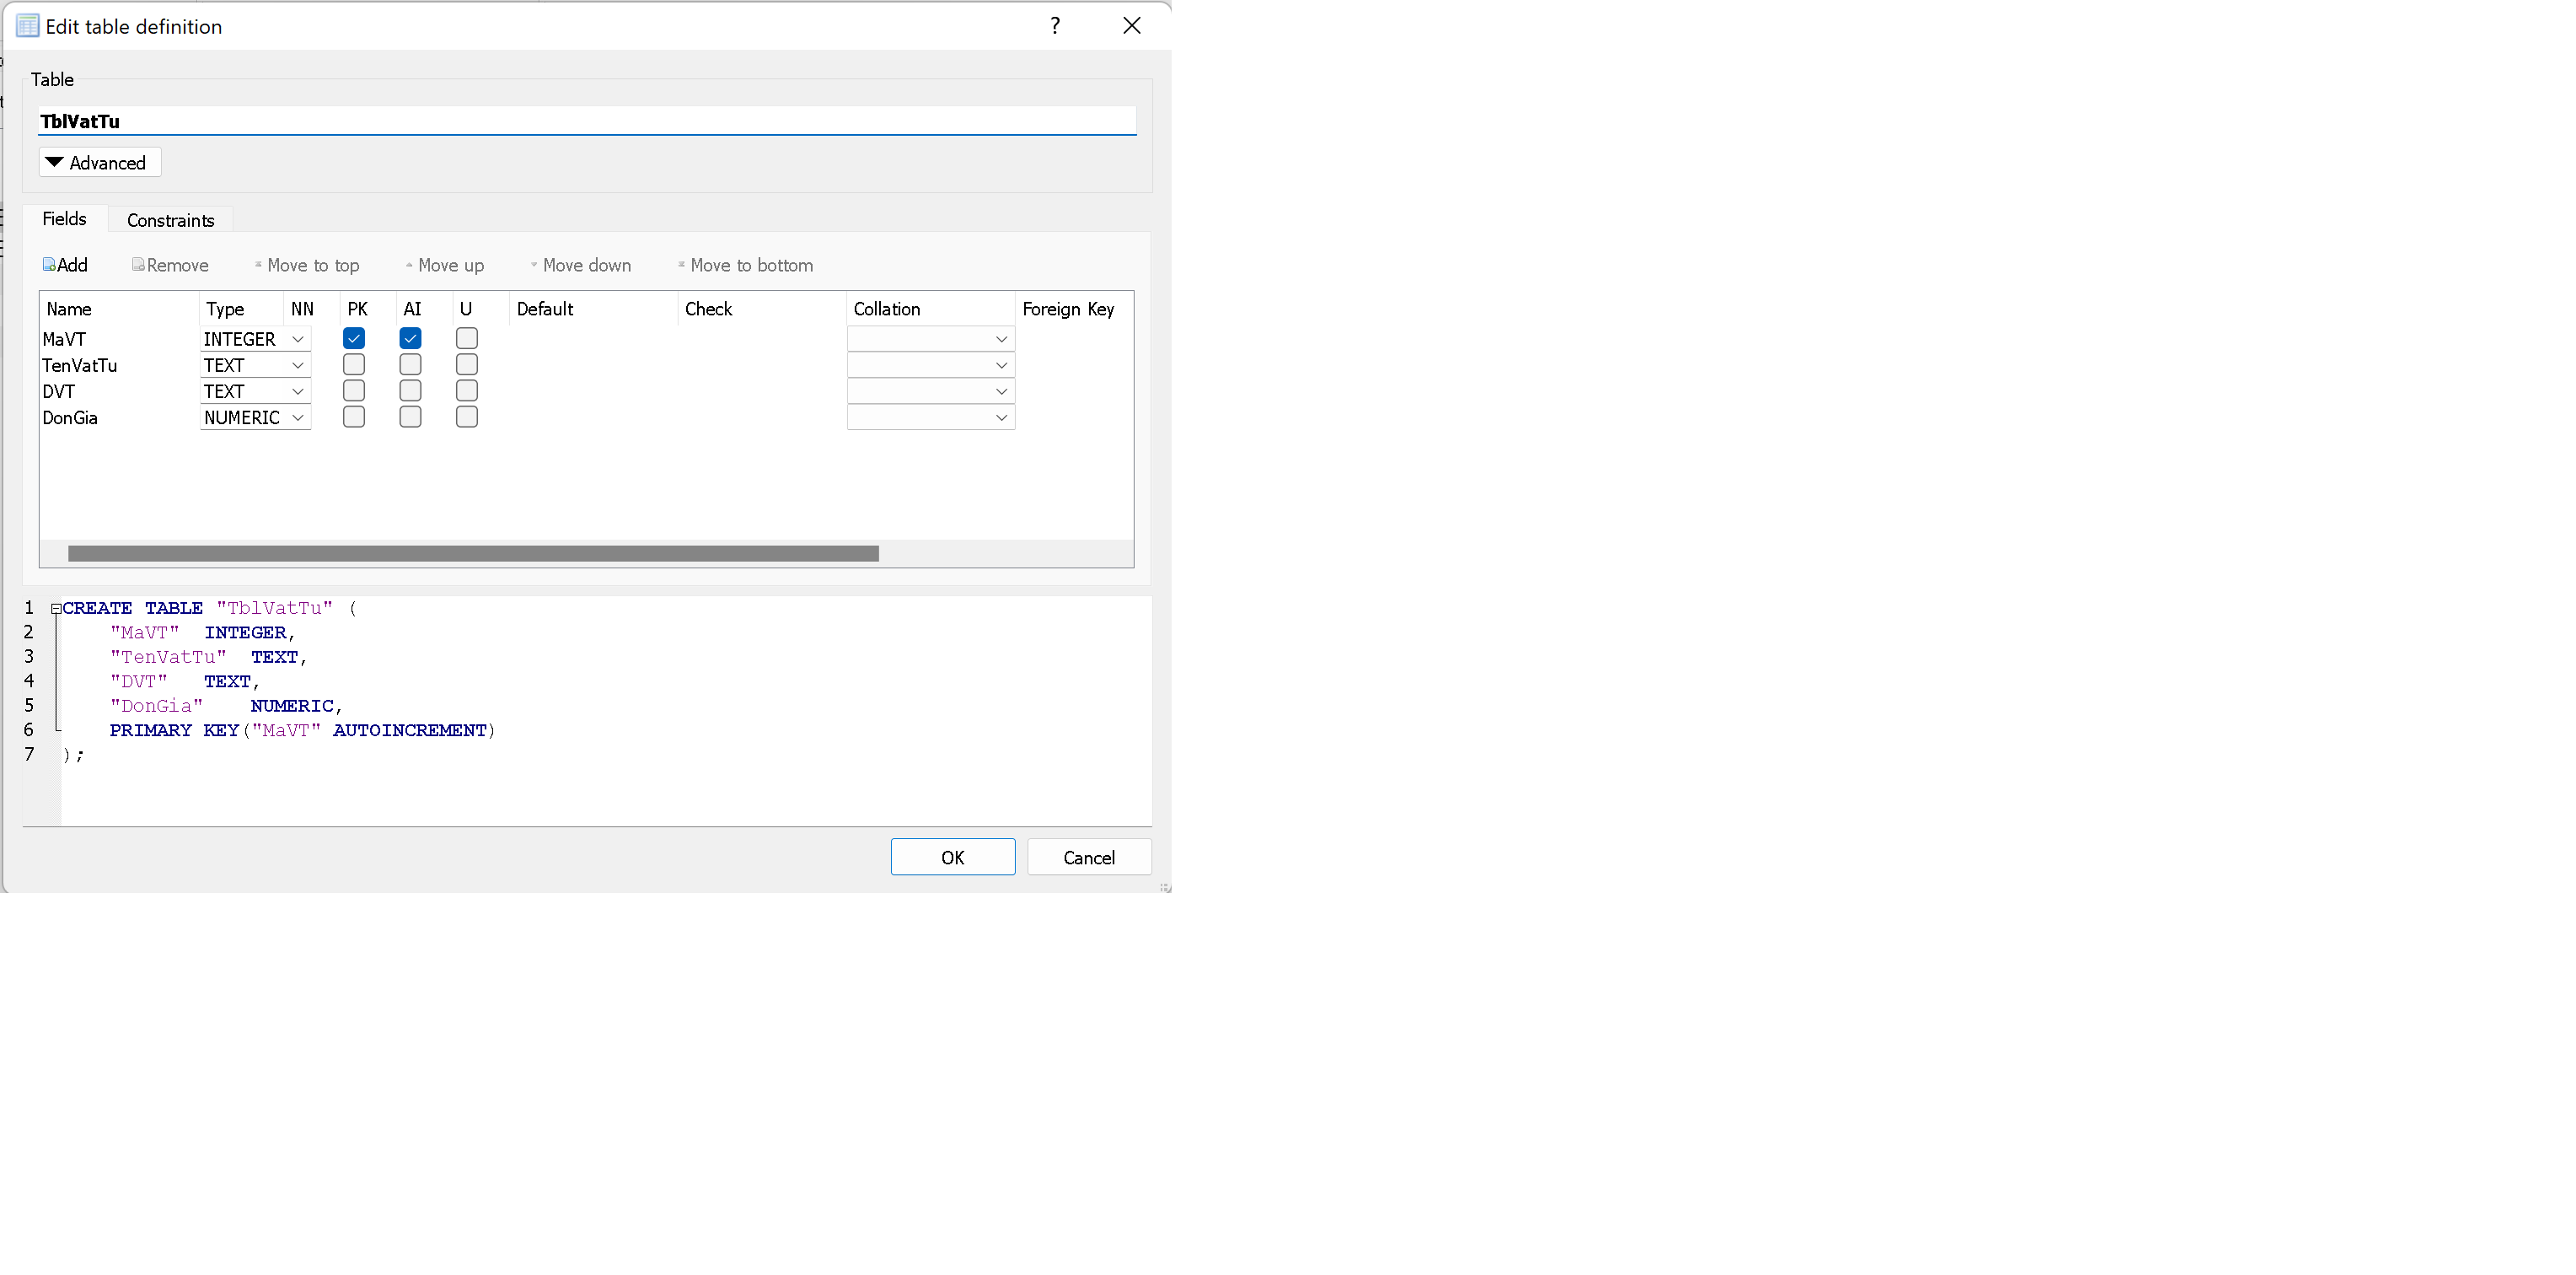 Edit table definition ?
Table
TblVatTu
Advanced
Fields Constraints
Add Remove Move to top Move up Move down Move to bottom
Name Type NN PK AI U Default Check Collation Foreign Key
MaVT INTEGER
TenVatTu TEXT
DVT TEXT
DonGia NUMERIC
1 CREATE TABLE "TblVatTu" (
2 "MaVT" INTEGER,
3 "TenVatTu" TEXT,
4 "DVT" TEXT,
5 "DonGia" NUMERIC,
6 PRIMARY KEY("MaVT" AUTOINCREMENT)
7 );
OK Cancel